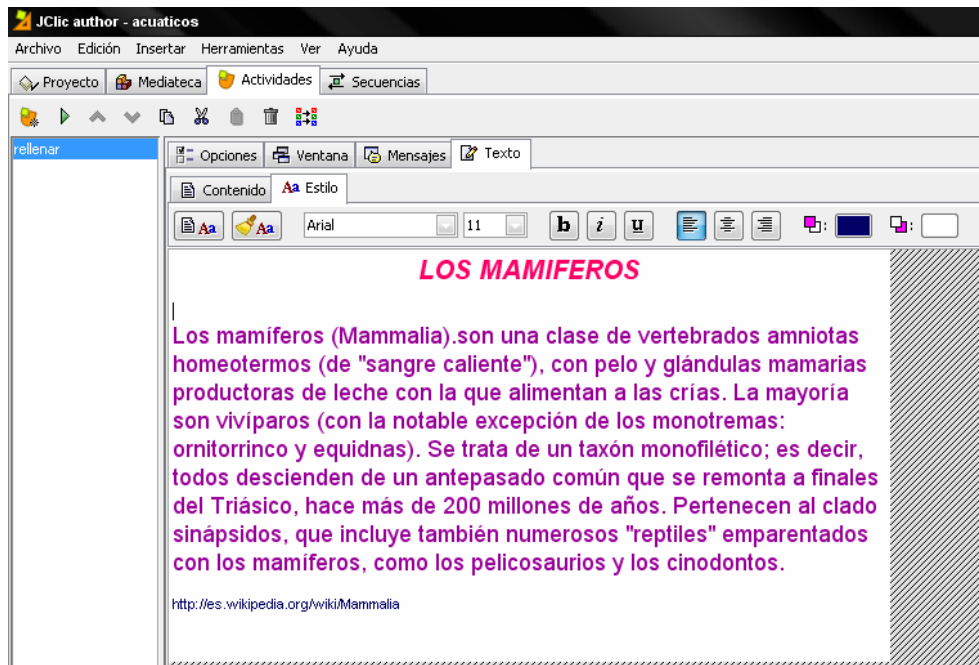 JClic author - acuaticos
Archivo Edición Insertar Herramientas Ver Ayuda
Proyecto Mediateca Actividades Secuencias
rellenar
Opciones Ventana Mensajes Texto
Contenido Aa Estilo
Aa Aa Arial 11 b i u : :
LOS MAMIFEROS
Los mamíferos (Mammalia).son una clase de vertebrados amniotas
homeotermos (de "sangre caliente"), con pelo y glándulas mamarias
productoras de leche con la que alimentan a las crías. La mayoría
son vivíparos (con la notable excepción de los monotremas:
ornitorrinco y equidnas). Se trata de un taxón monofilético; es decir,
todos descienden de un antepasado común que se remonta a finales
del Triásico, hace más de 200 millones de años. Pertenecen al clado
sinápsidos, que incluye también numerosos "reptiles" emparentados
con los mamíferos, como los pelicosaurios y los cinodontos.
http://es.wikipedia.org/wiki/Mammalia